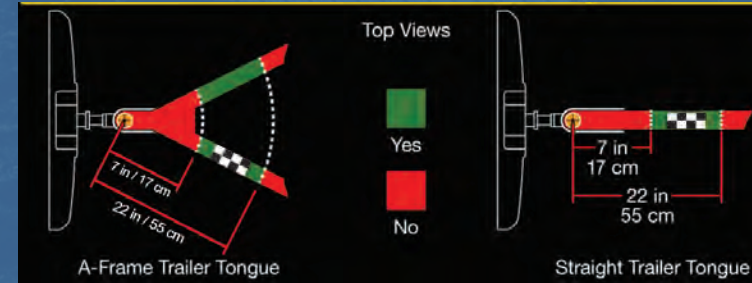 Top Views
Yes
No
7 in / 17 cm
22 in / 55 cm
A-Frame Trailer Tongue
7 in
17 cm
22 in
55 cm
Straight Trailer Tongue